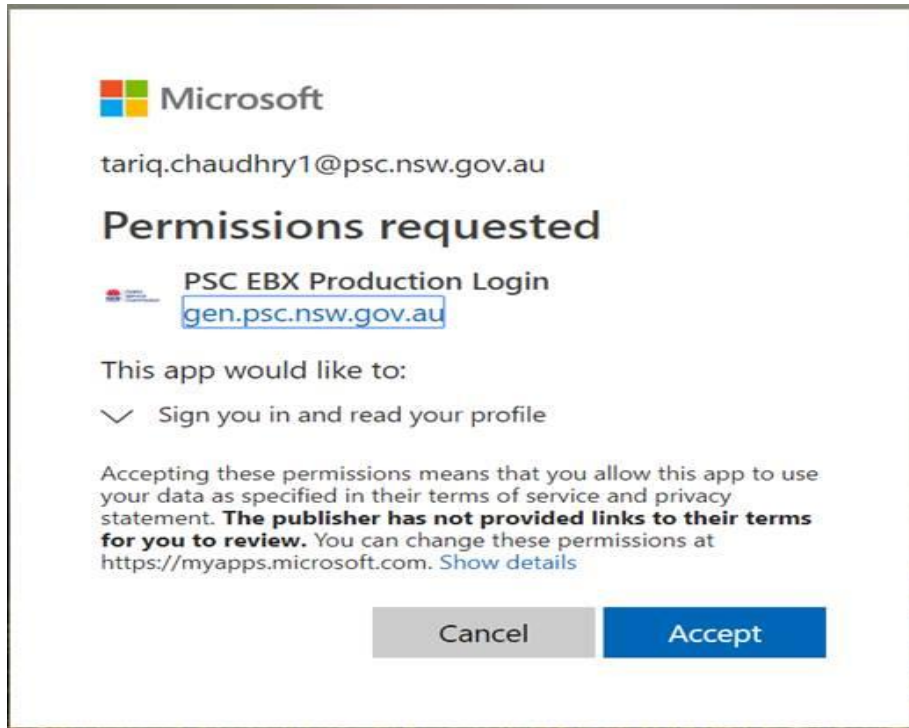 Microsoft
tariq.chaudhry1@psc.nsw.gov.au
Permissions requested
PSC EBX Production Login
gen.psc.nsw.gov.au
This app would like to:
Sign you in and read your profile
Accepting these permissions means that you allow this app to use
your data as specified in their terms of service and privacy
statement. The publisher has not provided links to their terms
for you to review. You can change these permissions at
https://myapps.microsoft.com. Show details
Cancel
Accept